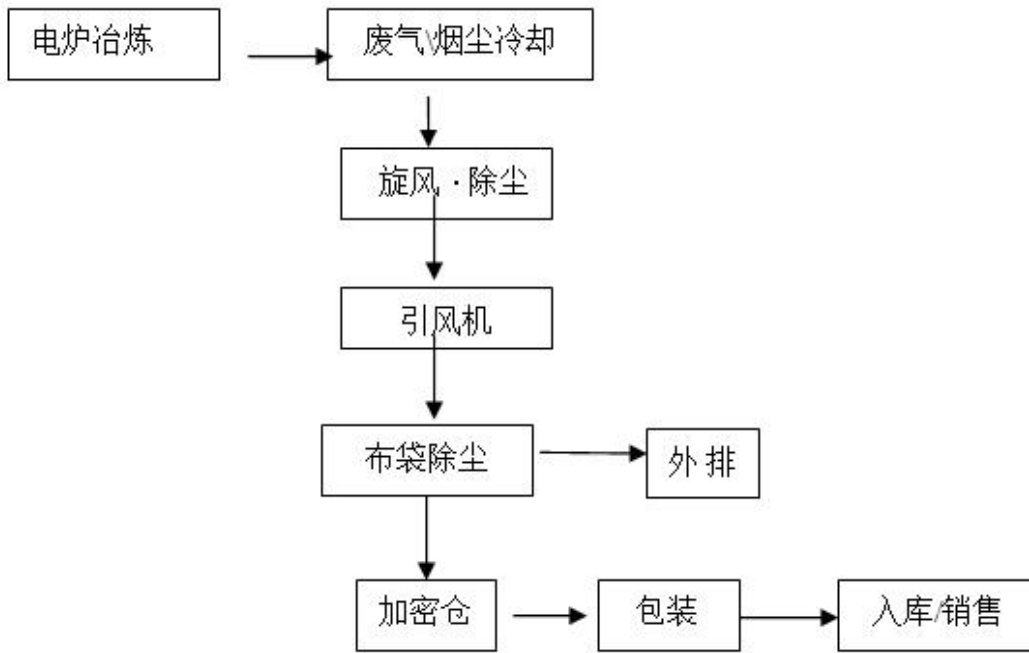 电炉冶炼
废气\烟尘冷却
旋风·除尘
引风机
布袋除尘
外 排
加密仓
包装
入库/销售